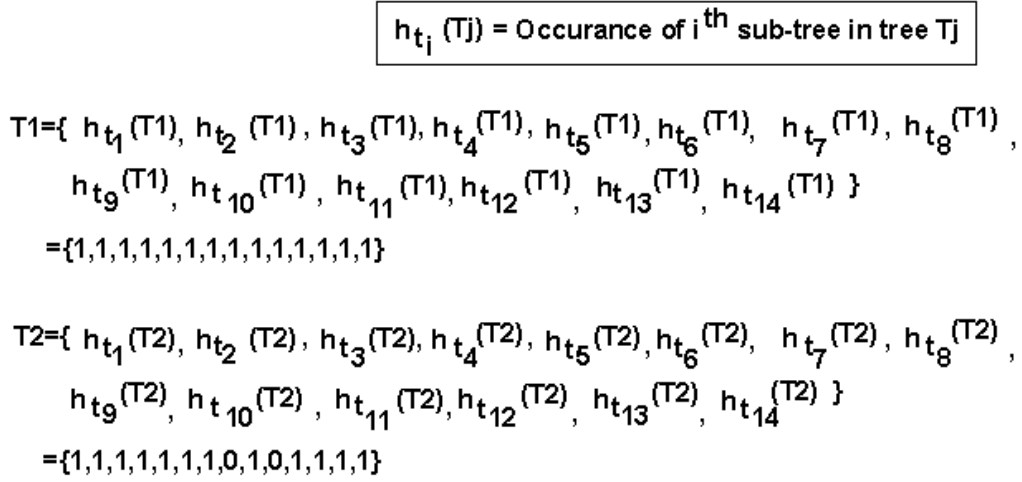 h_{t_i} (Tj) = Occurance of i^{th} sub-tree in tree Tj
T1={ h_{t_1}(T1), h_{t_2} (T1), h_{t_3}(T1), h_{t_4}(T1), h_{t_5}(T1), h_{t_6}(T1), h_{t_7}(T1), h_{t_8}(T1) ,
h_{t_9}(T1), h_{t_10}(T1) , h_{t_11}(T1), h_{t_12}(T1), h_{t_13}(T1), h_{t_14}(T1) }
={1,1,1,1,1,1,1,1,1,1,1,1,1,1}
T2={ h_{t_1}(T2), h_{t_2} (T2), h_{t_3}(T2), h_{t_4}(T2), h_{t_5}(T2), h_{t_6}(T2), h_{t_7}(T2), h_{t_8}(T2) ,
h_{t_9}(T2), h_{t_10}(T2) , h_{t_11}(T2), h_{t_12}(T2), h_{t_13}(T2), h_{t_14}(T2) }
={1,1,1,1,1,1,1,0,1,0,1,1,1,1}